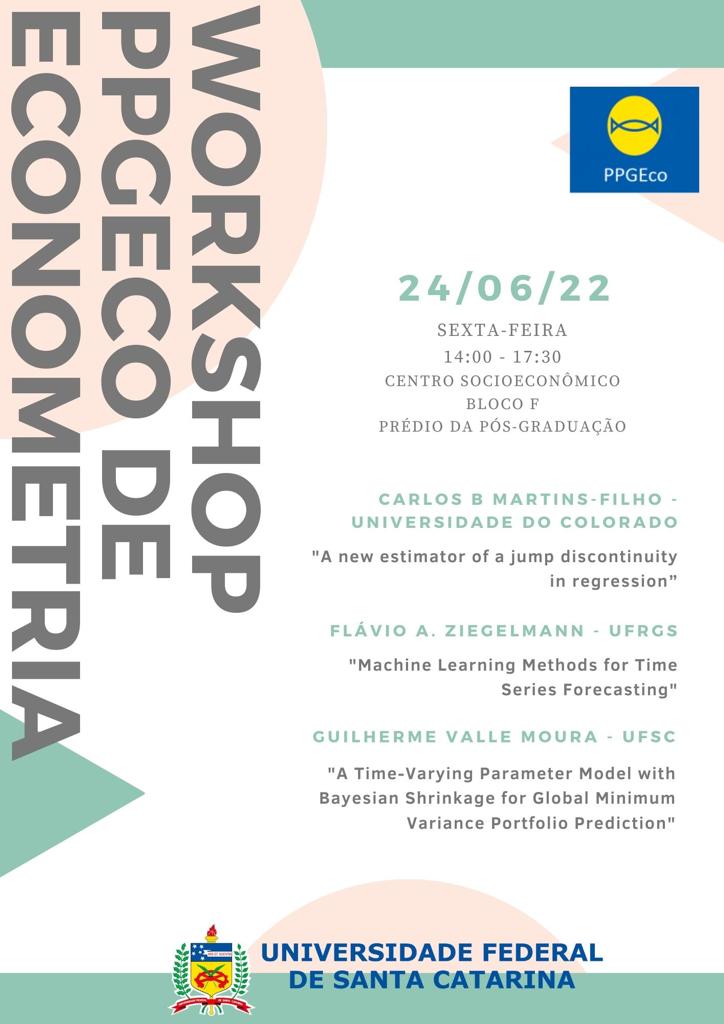 WORKSHOP
PPGECO DE
ECONOMETRIA
PPGEco
24/06/22
SEXTA-FEIRA
14:00 - 17:30
CENTRO SOCIOECONÔMICO
BLOCO F
PRÉDIO DA PÓS-GRADUAÇÃO
CARLOS B MARTINS-FILHO -
UNIVERSIDADE DO COLORADO
"A new estimator of a jump discontinuity
in regression”
FLÁVIO A. ZIEGELMANN - UFRGS
"Machine Learning Methods for Time
Series Forecasting"
GUILHERME VALLE MOURA - UFSC
"A Time-Varying Parameter Model with
Bayesian Shrinkage for Global Minimum
Variance Portfolio Prediction"
UNIVERSIDADE FEDERAL
DE SANTA CATARINA